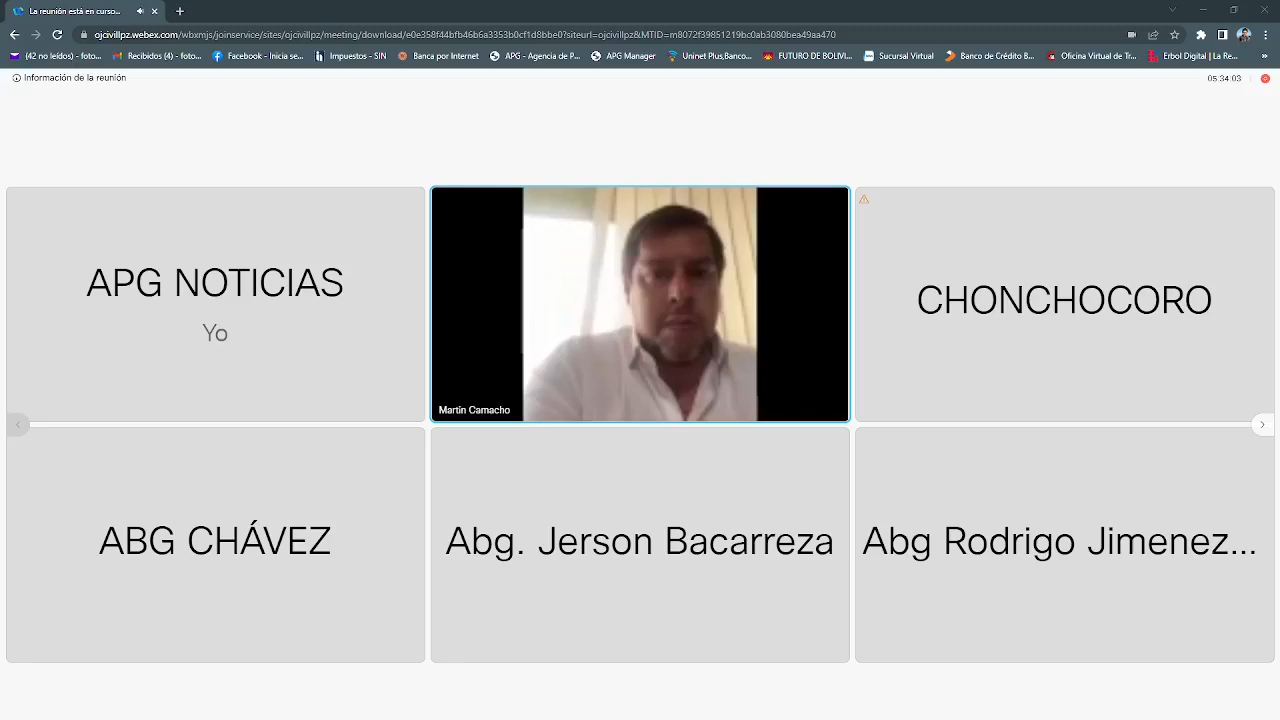 La reunión está en curso...
ojcivillpz.webex.com/wbxmjs/joinservice/sites/ojcivillpz/meeting/download/e0e358f44bfb46b6a3353b0cf1d8bbe0?siteurl=ojcivillpz&MTID=m8072f39851219bc0ab3080bea49aa470
(42 no leídos) - foto... Recibidos (4) - foto... Facebook - Inicia se... Impuestos - SIN Banca por Internet APG - Agencia de P... APG Manager Uninet Plus,Banco... FUTURO DE BOLIVI... Sucursal Virtual Banco de Crédito B... Oficina Virtual de Tr... Erbol Digital | La Re... »
Información de la reunión 05:34:03
APG NOTICIAS
Yo
Martin Camacho
CHONCHOCORO
ABG CHÁVEZ
Abg. Jerson Bacarreza
Abg Rodrigo Jimenez...